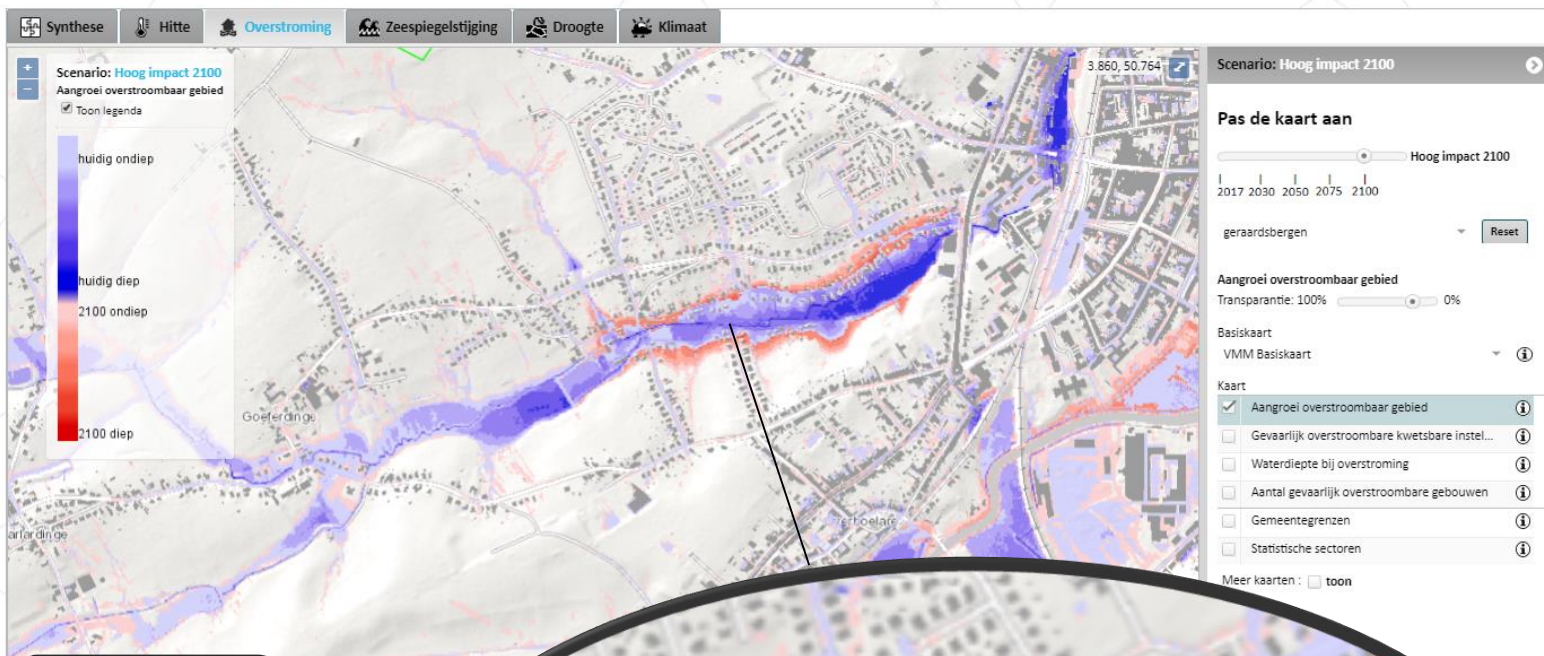 Synthese
Hitte
Overstroming
Zeespiegelstijging
Droogte
Klimaat
+
−
Scenario: Hoog impact 2100
Aangroei overstroombaar gebied
Toon legenda
huidig ondiep
huidig diep
2100 ondiep
2100 diep
3.860, 50.764
Goeferdinge
Scenario: Hoog impact 2100
Pas de kaart aan
Hoog impact 2100
2017 2030 2050 2075 2100
geraardsbergen
Reset
Aangroei overstroombaar gebied
Transparantie: 100% 0%
Basiskaart
VMM Basiskaart
Kaart
Aangroei overstroombaar gebied
Gevaarlijk overstroombare kwetsbare instel...
Waterdiepte bij overstroming
Aantal gevaarlijk overstroombare gebouwen
Gemeentegrenzen
Statistische sectoren
Meer kaarten : toon